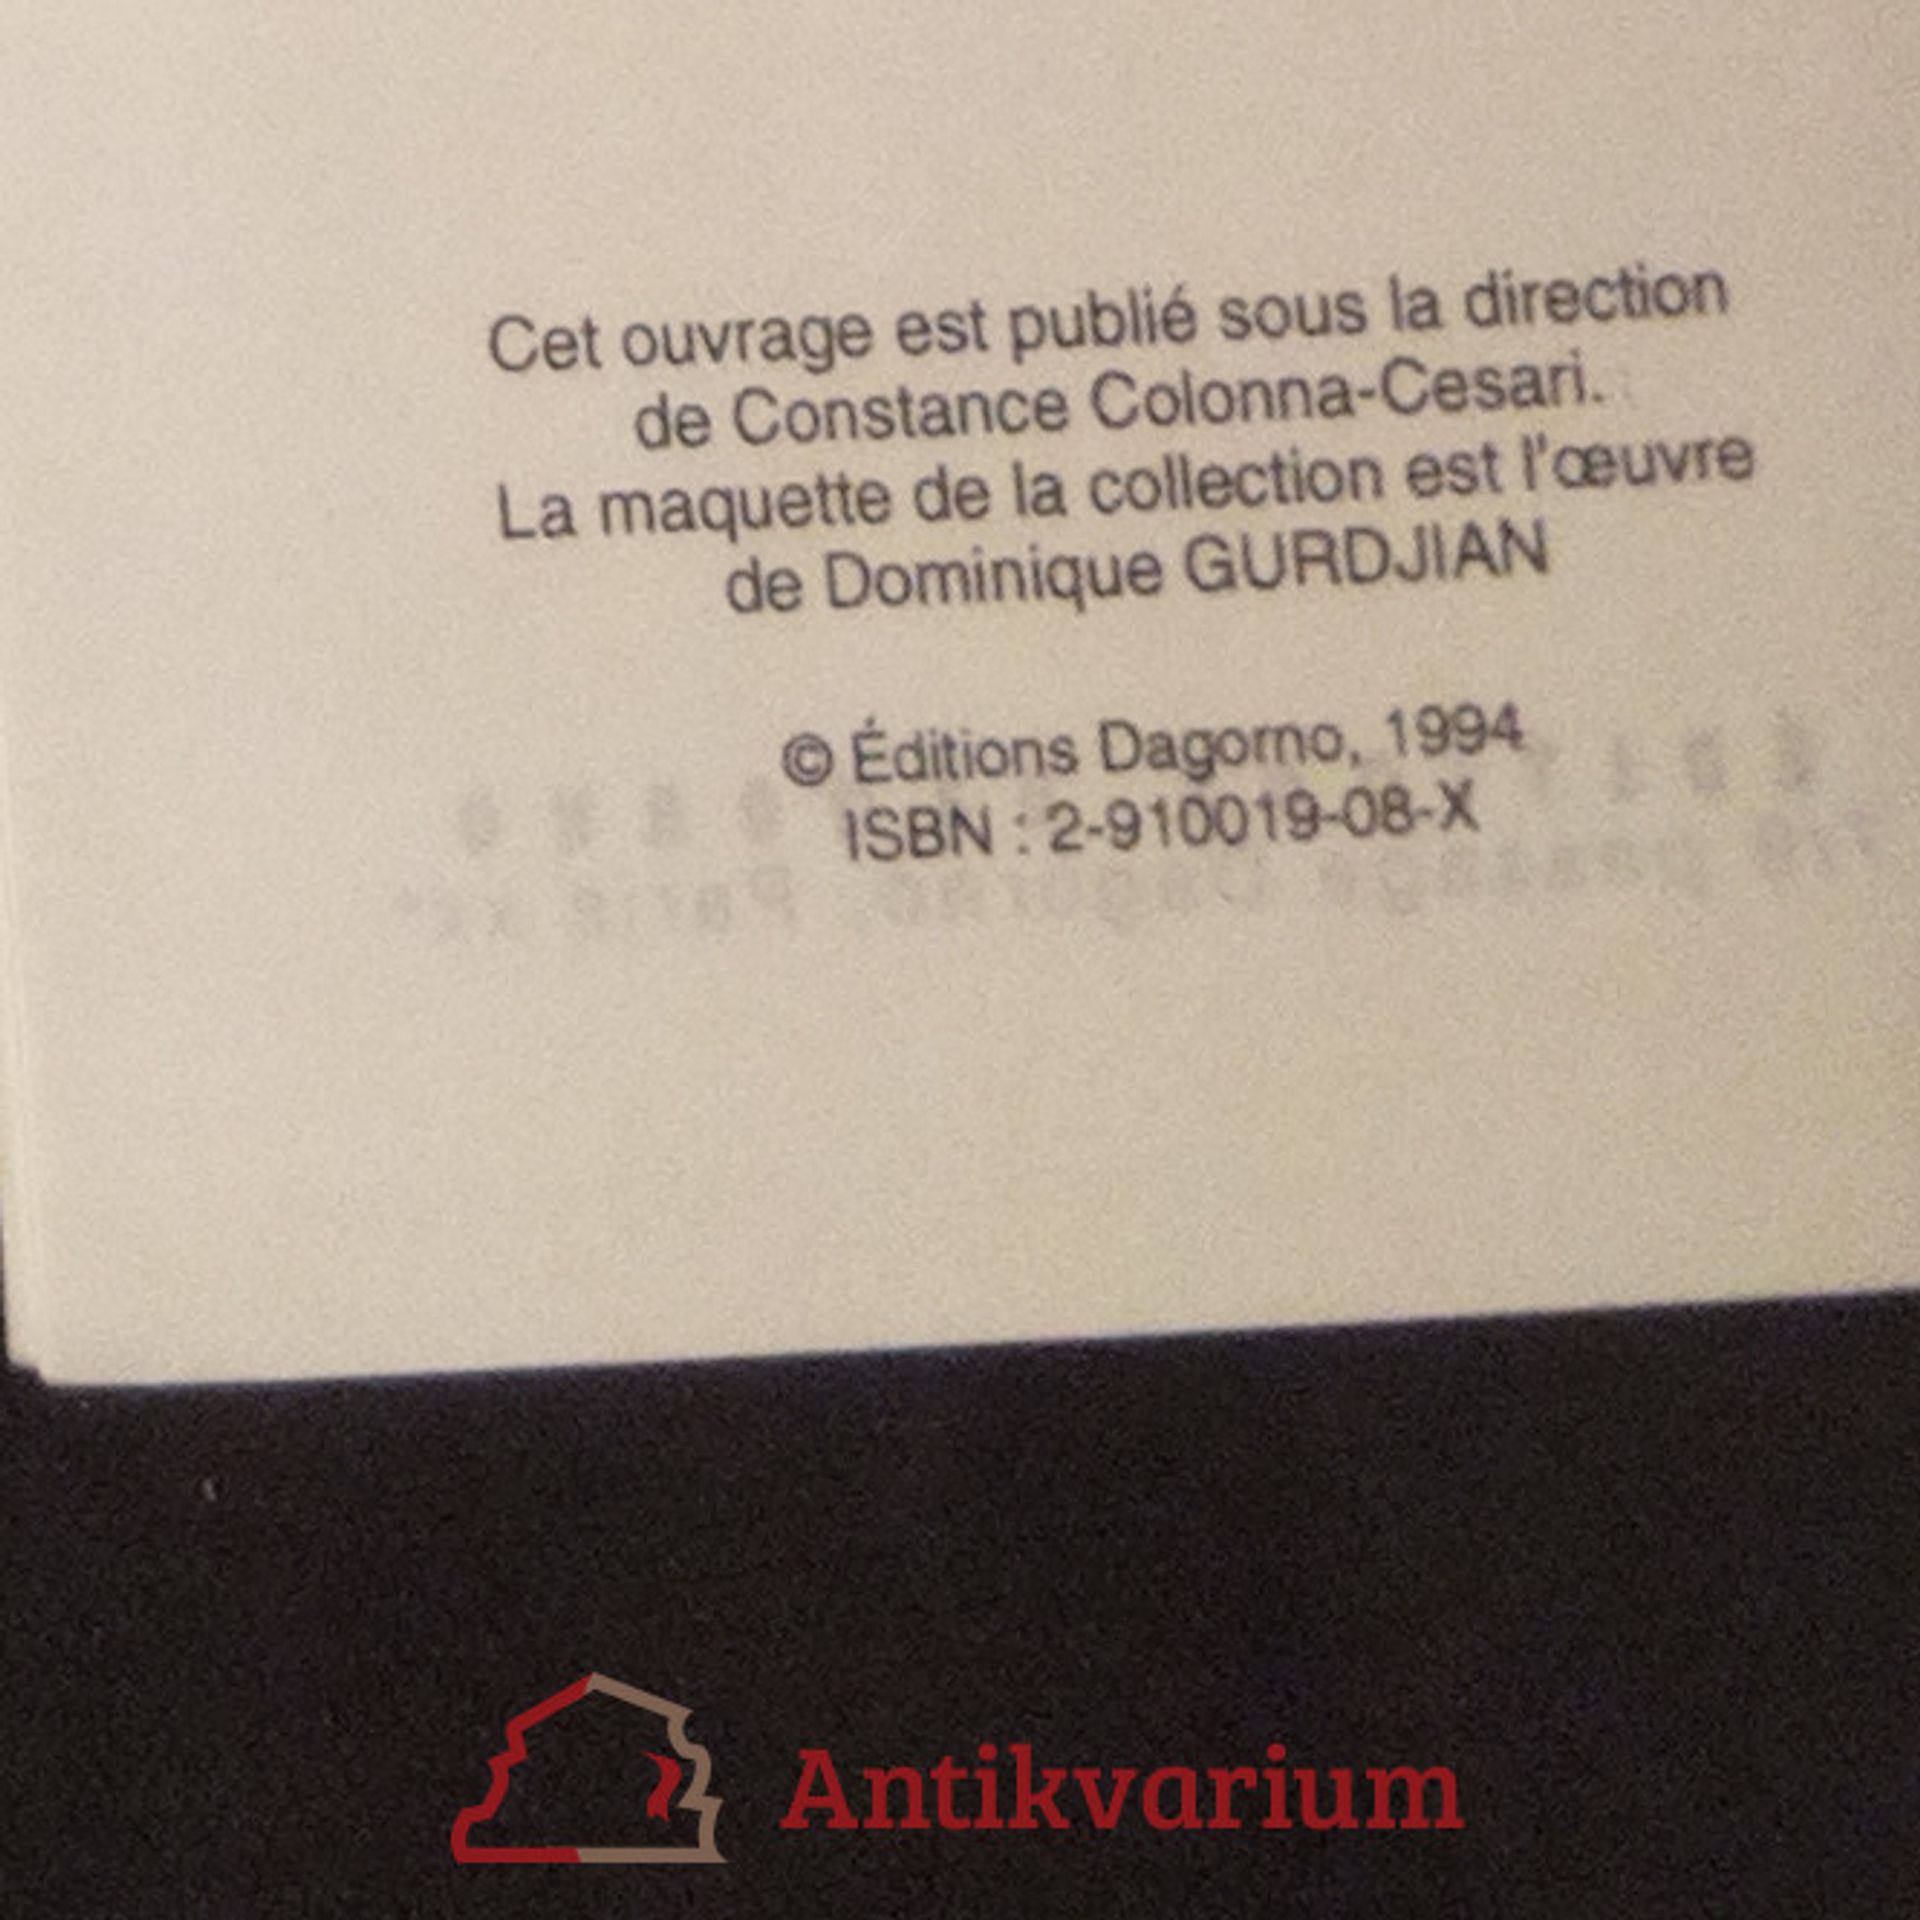 Cet ouvrage est publié sous la direction
de Constance Colonna-Cesari.
La maquette de la collection est l'œuvre
de Dominique GURDJIAN
© Éditions Dagorno, 1994
ISBN : 2-910019-08-X
Antikvarium